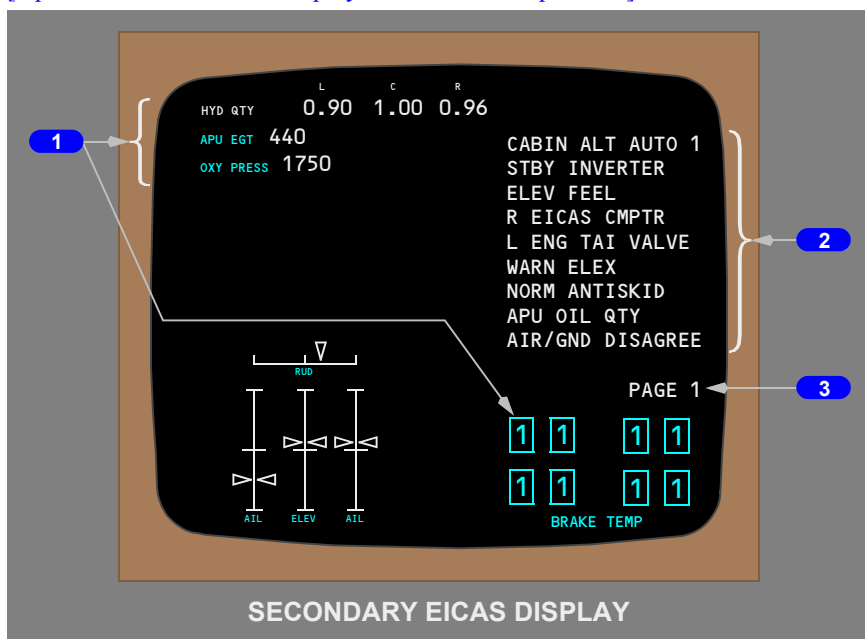 L C R
HYD QTY 0.90 1.00 0.96
APU EGT 440
OXY PRESS 1750
1
CABIN ALT AUTO 1
STBY INVERTER
ELEV FEEL
R EICAS CMPTR
L ENG TAI VALVE
WARN ELEX
NORM ANTISKID
APU OIL QTY
AIR/GND DISAGREE
2
PAGE 1
3
RUD
AIL ELEV AIL
1 1 1 1
1 1 1 1
BRAKE TEMP
SECONDARY EICAS DISPLAY